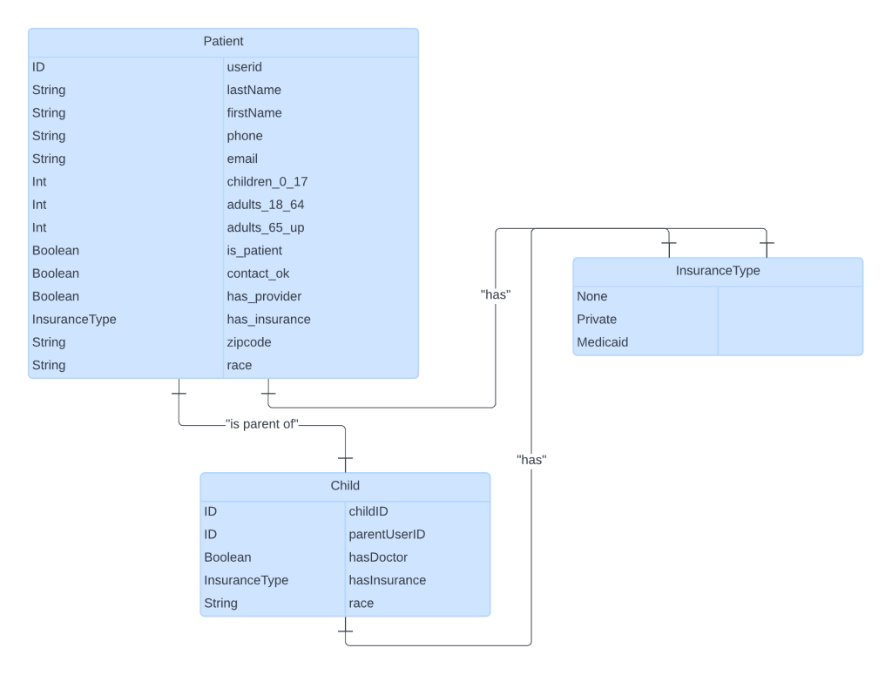 Patient
ID userid
String lastName
String firstName
String phone
String email
Int children_0_17
Int adults_18_64
Int adults_65_up
Boolean is_patient
Boolean contact_ok
Boolean has_provider
InsuranceType has_insurance
String zipcode
String race
"has"
InsuranceType
None
Private
Medicaid
"is parent of"
"has"
Child
ID childID
ID parentUserID
Boolean hasDoctor
InsuranceType hasInsurance
String race